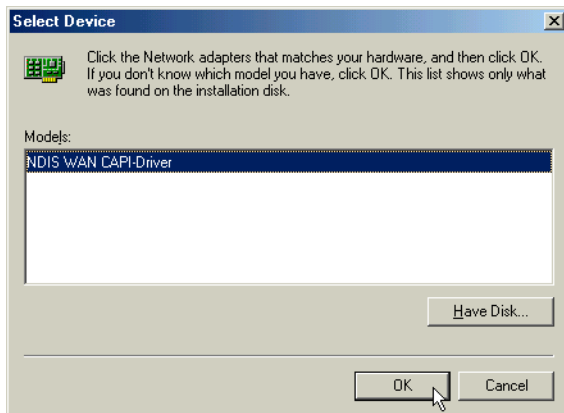 Select Device
Click the Network adapters that matches your hardware, and then click OK.
If you don't know which model you have, click OK. This list shows only what
was found on the installation disk.
Models:
NDIS WAN CAPI-Driver
Have Disk...
OK
Cancel